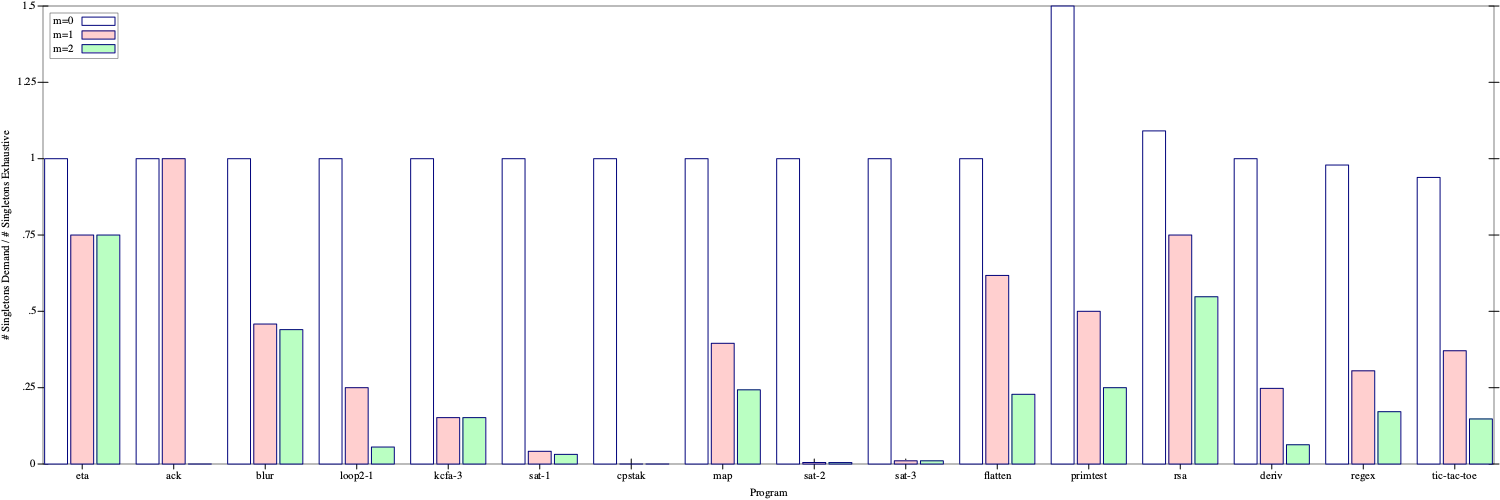 # Singletons Demand / # Singletons Exhaustive
1.5
1.25
1
.75
.5
.25
0
m=0
m=1
m=2
eta ack blur loop2-1 kcfa-3 sat-1 cpstak map sat-2 sat-3 flatten primtest rsa deriv regex tic-tac-toe
Program